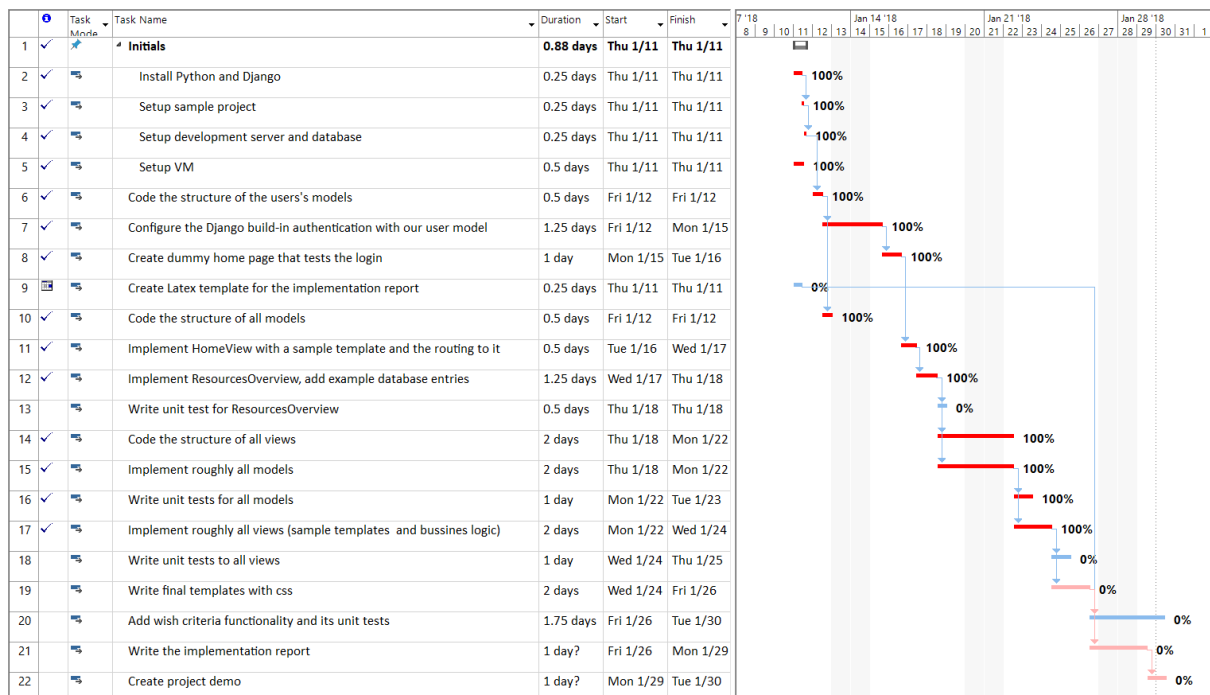 Task Mode Task Name Duration Start Finish 7 '18 Jan 14 '18 Jan 21 '18 Jan 28 '18
8 9 10 11 12 13 14 15 16 17 18 19 20 21 22 23 24 25 26 27 28 29 30 31 1
1 Initials 0.88 days Thu 1/11 Thu 1/11
2 Install Python and Django 0.25 days Thu 1/11 Thu 1/11 100%
3 Setup sample project 0.25 days Thu 1/11 Thu 1/11 100%
4 Setup development server and database 0.25 days Thu 1/11 Thu 1/11 100%
5 Setup VM 0.5 days Thu 1/11 Thu 1/11 100%
6 Code the structure of the users's models 0.5 days Fri 1/12 Fri 1/12 100%
7 Configure the Django build-in authentication with our user model 1.25 days Fri 1/12 Mon 1/15 100%
8 Create dummy home page that tests the login 1 day Mon 1/15 Tue 1/16 100%
9 Create Latex template for the implementation report 0.25 days Thu 1/11 Thu 1/11 0%
10 Code the structure of all models 0.5 days Fri 1/12 Fri 1/12 100%
11 Implement HomeView with a sample template and the routing to it 0.5 days Tue 1/16 Wed 1/17 100%
12 Implement ResourcesOverview, add example database entries 1.25 days Wed 1/17 Thu 1/18 100%
13 Write unit test for ResourcesOverview 0.5 days Thu 1/18 Thu 1/18 0%
14 Code the structure of all views 2 days Thu 1/18 Mon 1/22 100%
15 Implement roughly all models 2 days Thu 1/18 Mon 1/22 100%
16 Write unit tests for all models 1 day Mon 1/22 Tue 1/23 100%
17 Implement roughly all views (sample templates and bussines logic) 2 days Mon 1/22 Wed 1/24 100%
18 Write unit tests to all views 1 day Wed 1/24 Thu 1/25 0%
19 Write final templates with css 2 days Wed 1/24 Fri 1/26 0%
20 Add wish criteria functionality and its unit tests 1.75 days Fri 1/26 Tue 1/30 0%
21 Write the implementation report 1 day? Fri 1/26 Mon 1/29 0%
22 Create project demo 1 day? Mon 1/29 Tue 1/30 0%